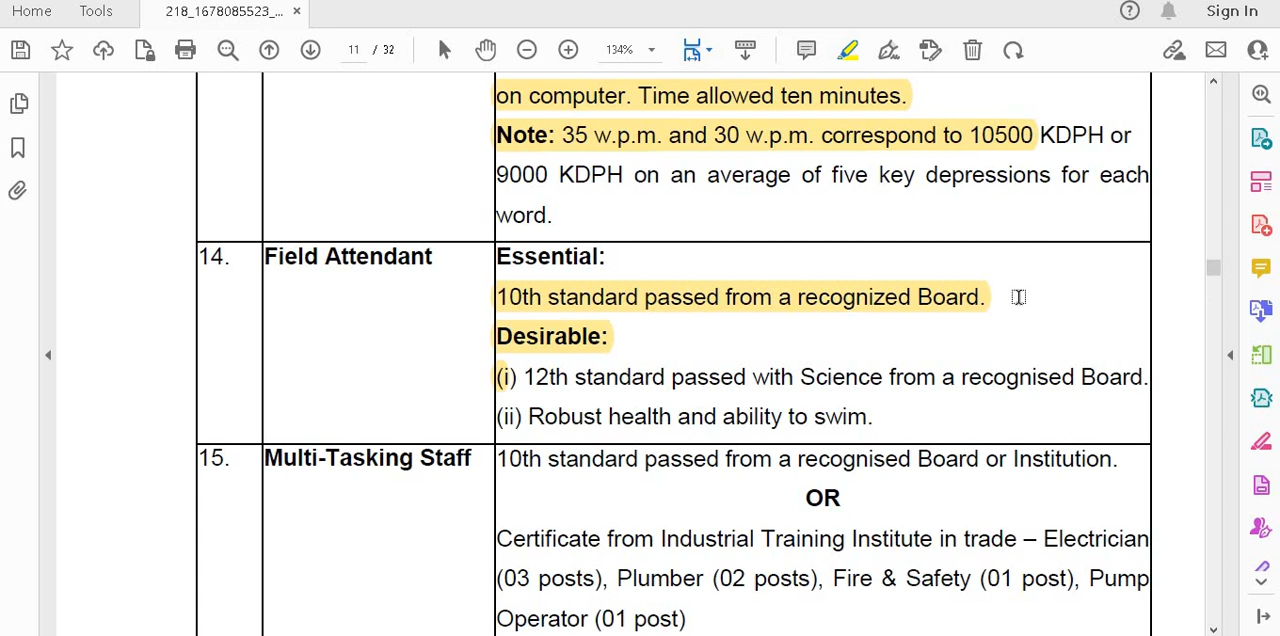 Home Tools 218_1678085523_... × Sign In
11 / 32 134%
on computer. Time allowed ten minutes.
Note: 35 w.p.m. and 30 w.p.m. correspond to 10500 KDPH or
9000 KDPH on an average of five key depressions for each
word.
14. Field Attendant Essential:
10th standard passed from a recognized Board.
Desirable:
(i) 12th standard passed with Science from a recognised Board.
(ii) Robust health and ability to swim.
15. Multi-Tasking Staff 10th standard passed from a recognised Board or Institution.
OR
Certificate from Industrial Training Institute in trade – Electrician
(03 posts), Plumber (02 posts), Fire & Safety (01 post), Pump
Operator (01 post)